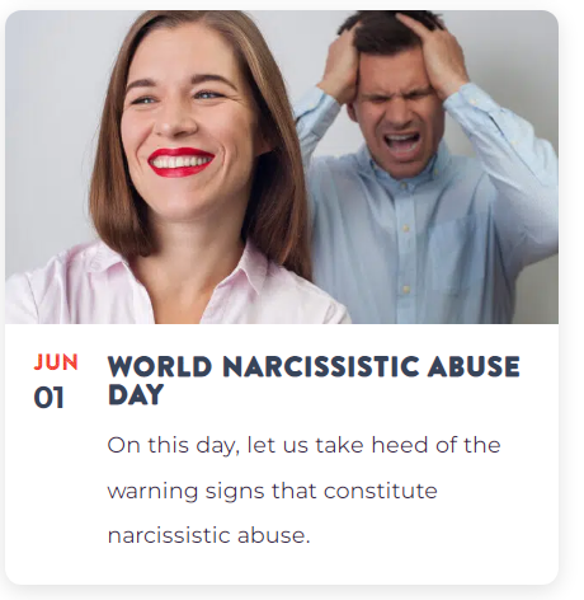 JUN
01
WORLD NARCISSISTIC ABUSE
DAY
On this day, let us take heed of the
warning signs that constitute
narcissistic abuse.